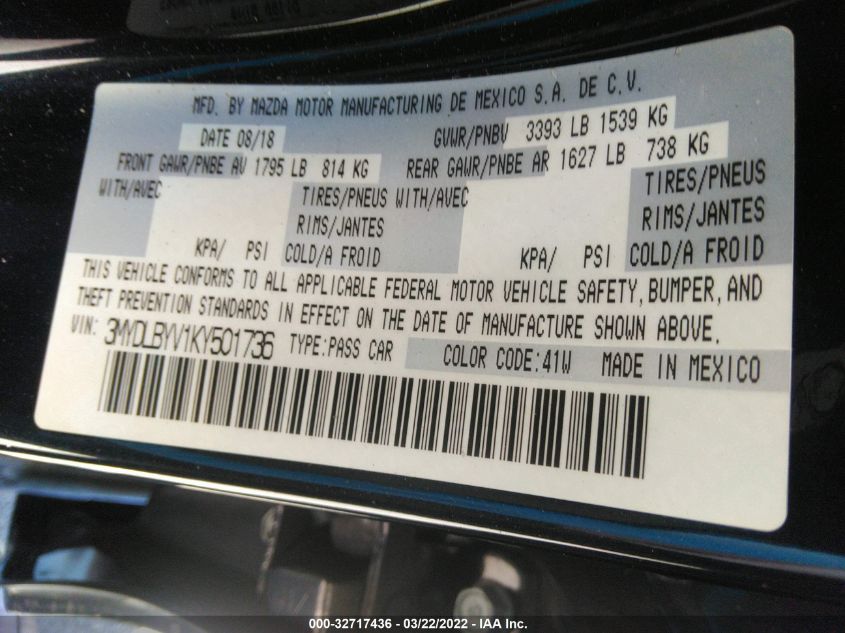 MFD. BY MAZDA MOTOR MANUFACTURING DE MEXICO S.A. DE C.V.
DATE 08/18 GVWR/PNBV 3393 LB 1539 KG
FRONT GAWR/PNBE AV 1795 LB 814 KG REAR GAWR/PNBE AR 1627 LB 738 KG
WITH/AVEC TIRES/PNEUS WITH/AVEC TIRES/PNEUS
RIMS/JANTES RIMS/JANTES
KPA/ PSI COLD/A FROID KPA/ PSI COLD/A FROID
THIS VEHICLE CONFORMS TO ALL APPLICABLE FEDERAL MOTOR VEHICLE SAFETY, BUMPER, AND
THEFT PREVENTION STANDARDS IN EFFECT ON THE DATE OF MANUFACTURE SHOWN ABOVE.
VIN: 3MYDLBYV1KY501736 TYPE:PASS CAR COLOR CODE:41W MADE IN MEXICO
000-32717436 - 03/22/2022 - IAA Inc.